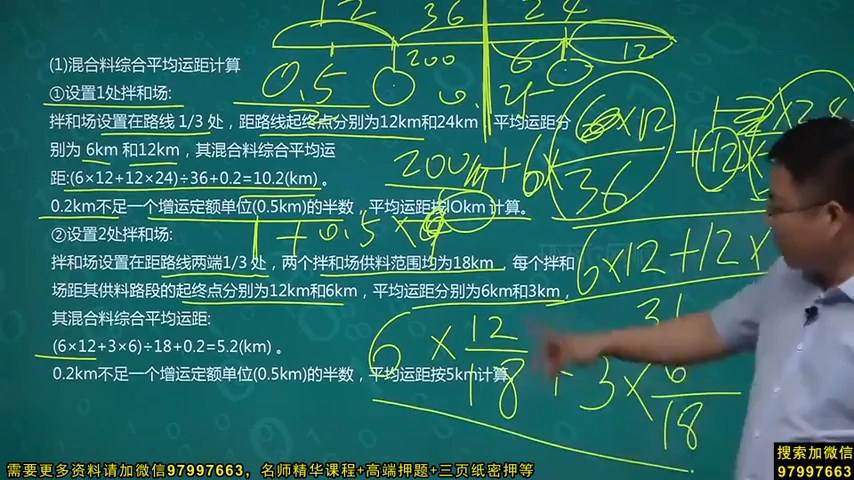 12
36
24
200
6
12
0.5
(1)混合料综合平均运距计算
①设置1处拌和场:
拌和场设置在路线 1/3 处，距路线起终点分别为12km和24km，平均运距分
别为 6km 和12km，其混合料综合平均运
距:(6×12+12×24)÷36+0.2=10.2(km) 。
0.2km不足一个增运定额单位(0.5km)的半数，平均运距按lOkm 计算。
②设置2处拌和场:
拌和场设置在距路线两端1/3 处，两个拌和场供料范围均为18km，每个拌和
场距其供料路段的起终点分别为12km和6km，平均运距分别为6km和3km，
其混合料综合平均运距:
(6×12+3×6)÷18+0.2=5.2(km) 。
0.2km不足一个增运定额单位(0.5km)的半数，平均运距按5km计算
200m+6×
×12
36
+12×
×24
1+0.5×
6×12+12×
6×12/18+3×6/18
需要更多资料请加微信97997663，名师精华课程+高端押题+三页纸密押等
搜索加微信
97997663